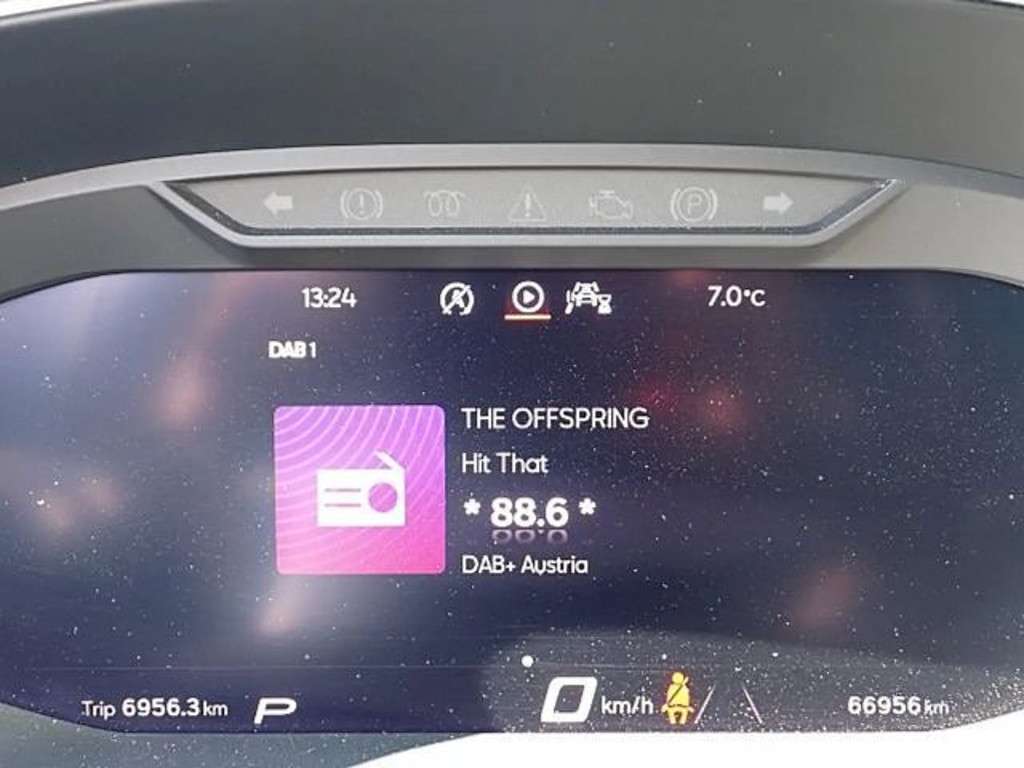 P
13:24
7.0°C
DAB 1
THE OFFSPRING
Hit That
* 88.6 *
DAB+ Austria
Trip 6956.3 km
P
0 km/h
66956 km